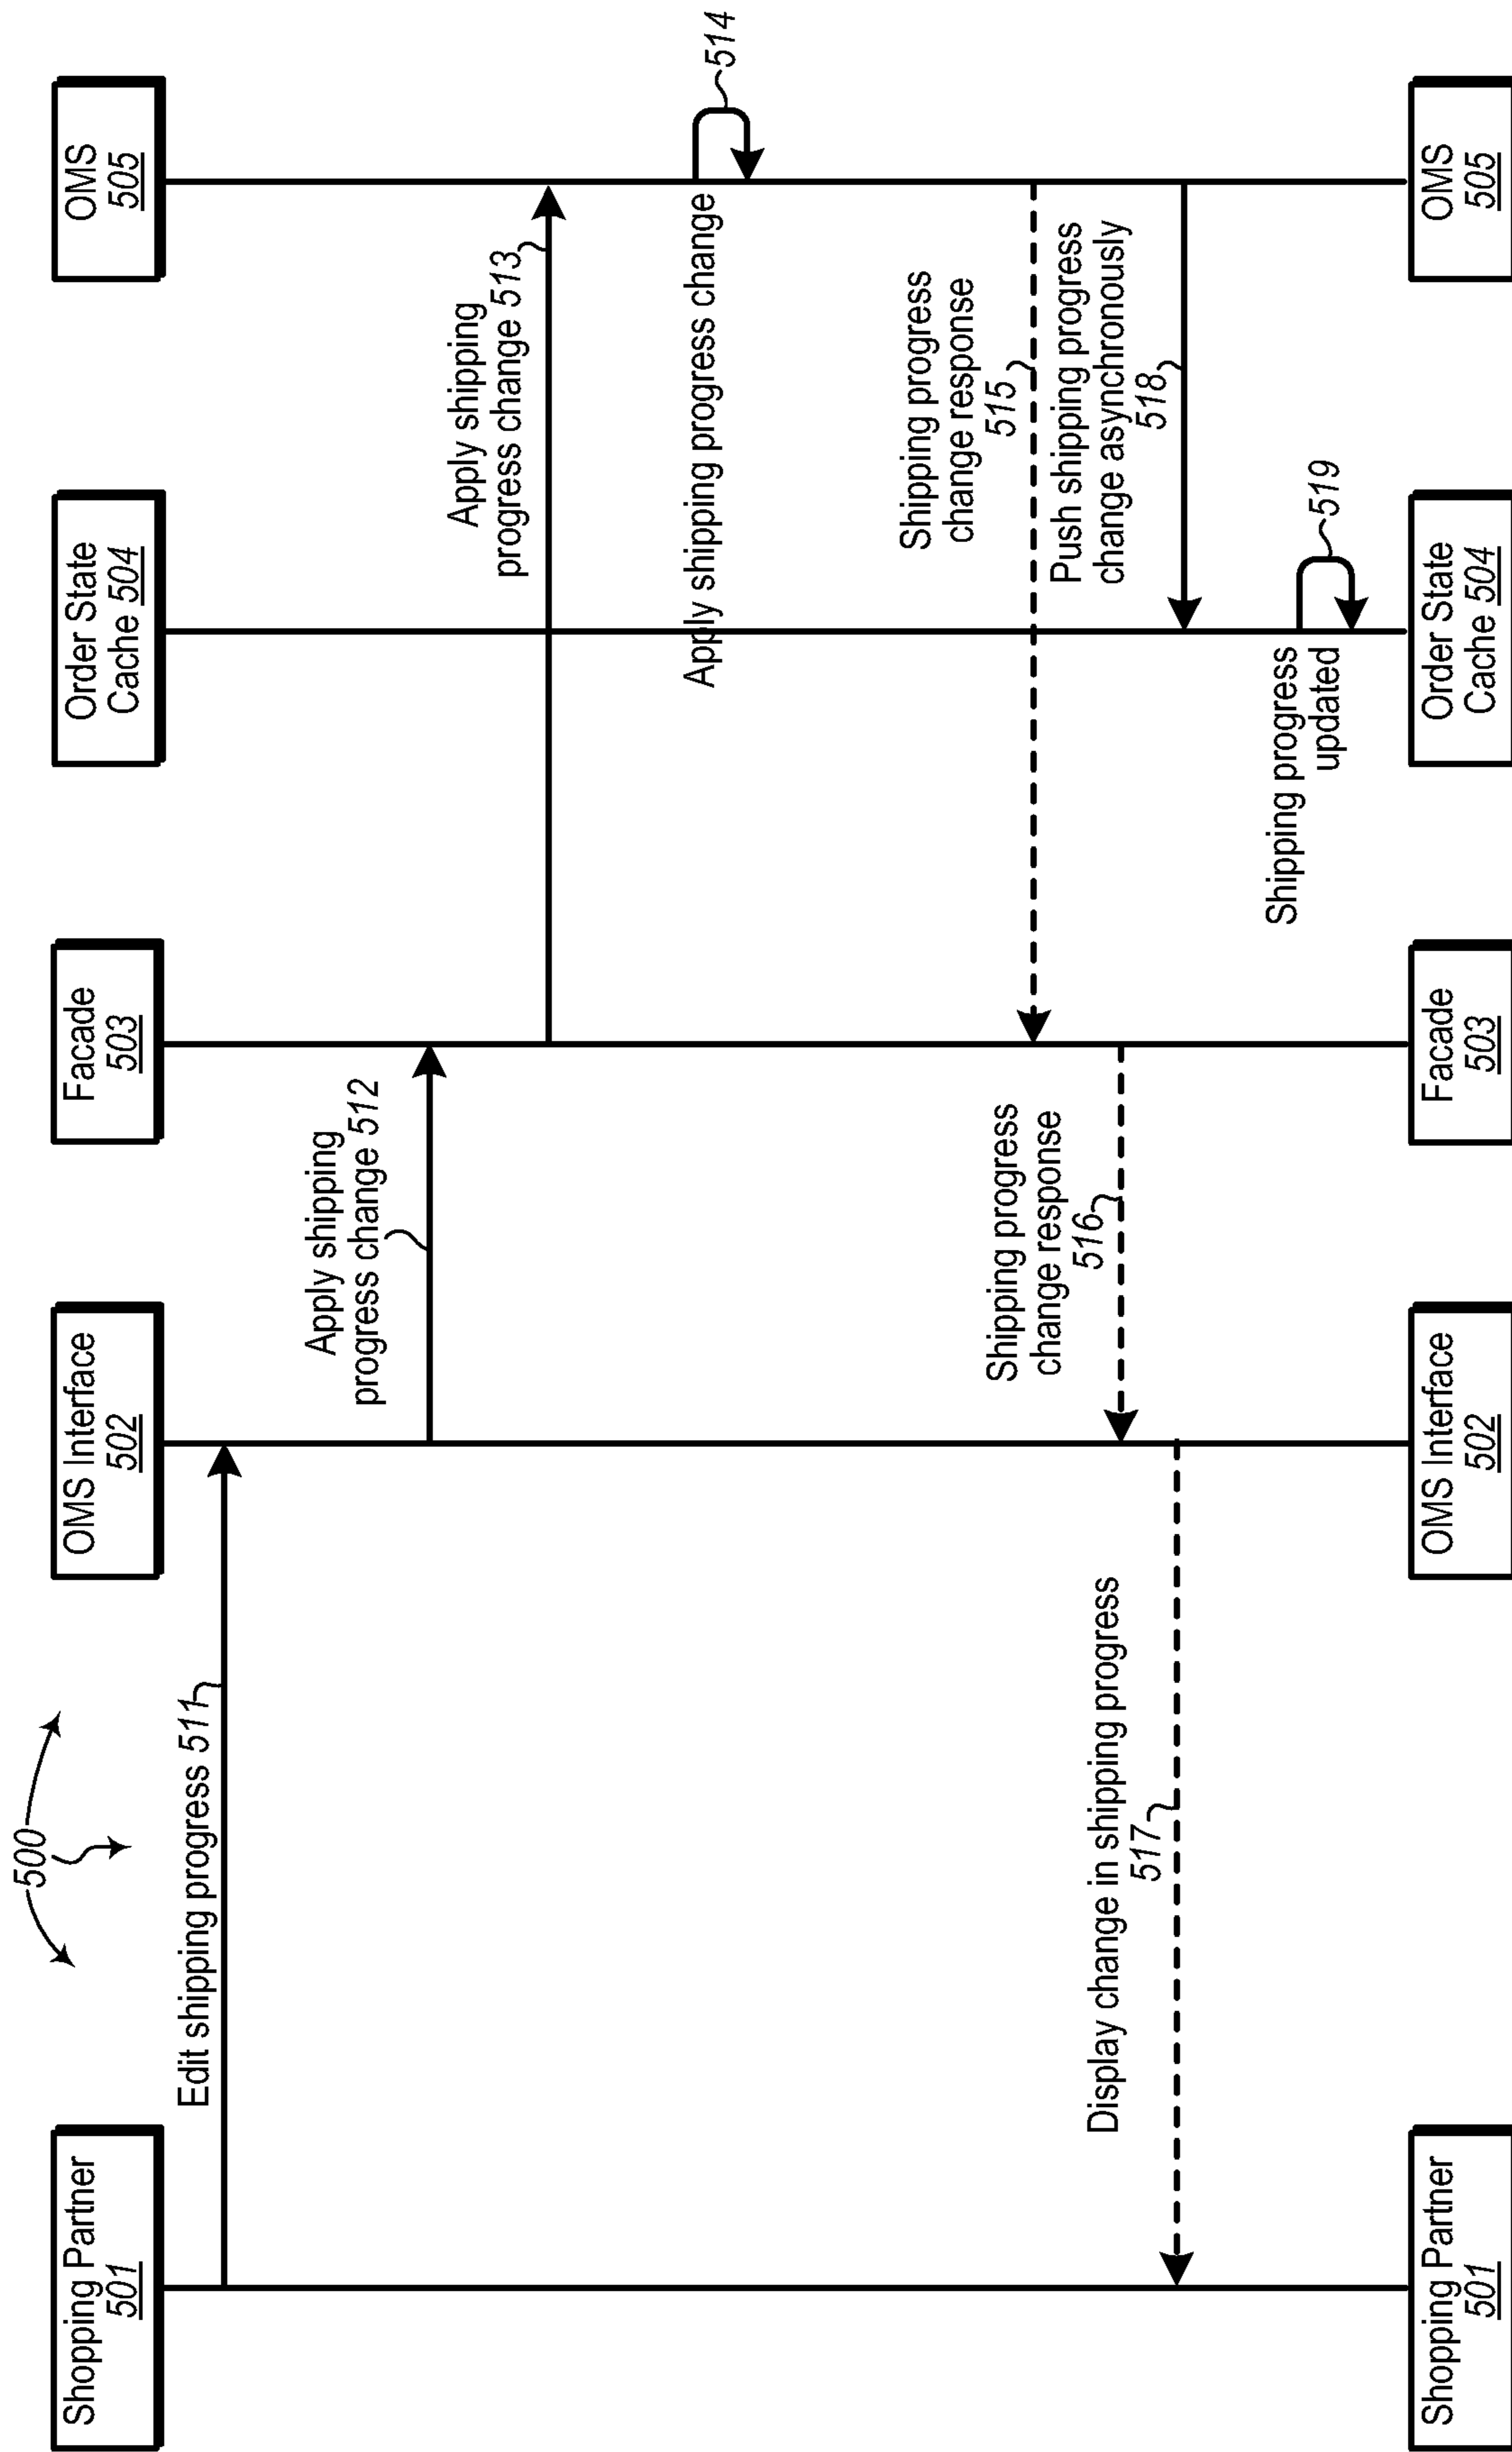 500
Shopping Partner
501
OMS Interface
502
Facade
503
Order State
Cache 504
OMS
505
Edit shipping progress 511
Apply shipping
progress change 512
Apply shipping
progress change 513
Apply shipping progress change
514
Shipping progress
change response
515
Shipping progress
change response
516
Push shipping progress
change asynchronously
518
Display change in shipping progress
517
Shipping progress
updated
519
Shopping Partner
501
OMS Interface
502
Facade
503
Order State
Cache 504
OMS
505